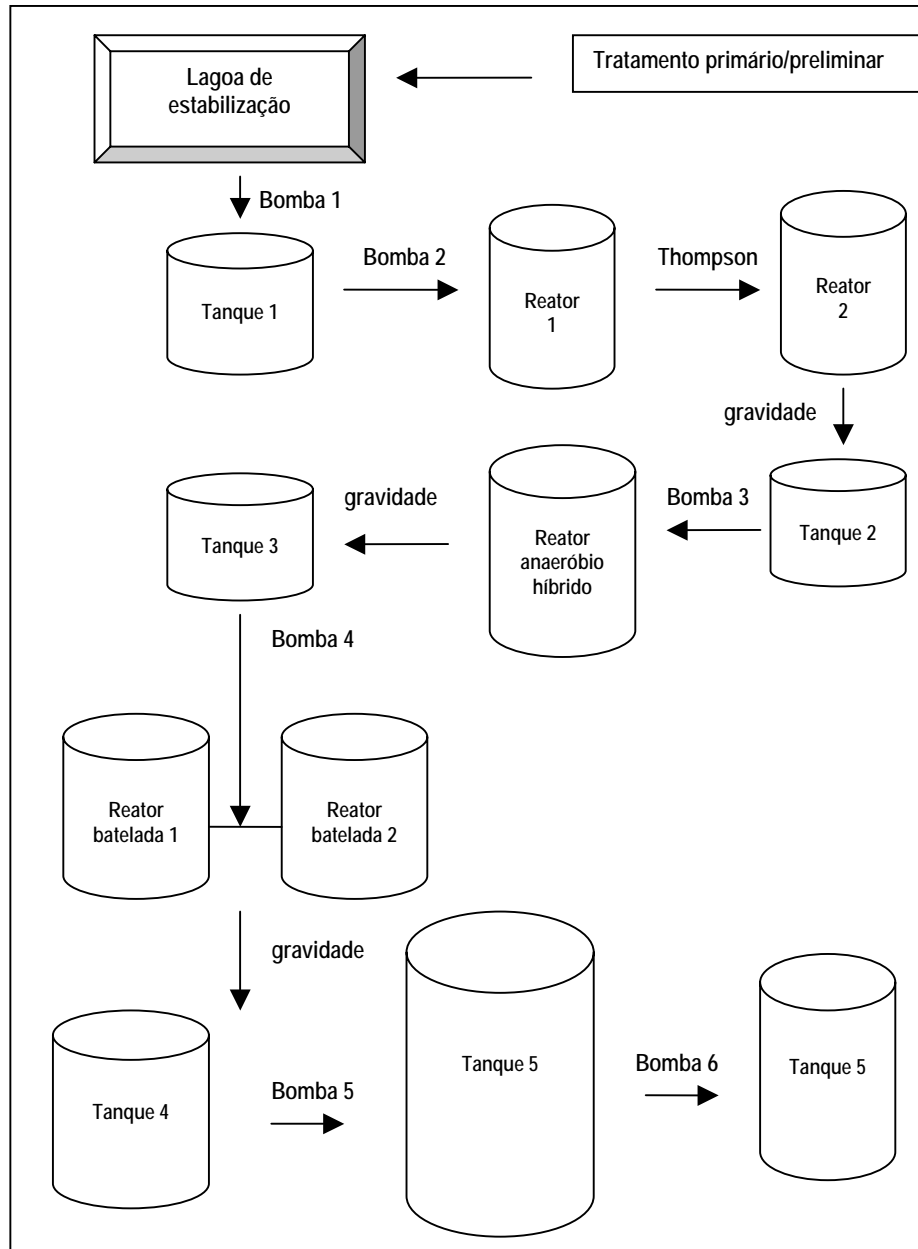 Lagoa de
estabilização
Tratamento primário/preliminar
Bomba 1
Tanque 1
Bomba 2
Reator
1
Thompson
Reator
2
gravidade
Tanque 2
Bomba 3
Reator
anaeróbio
híbrido
gravidade
Tanque 3
Bomba 4
Reator
batelada 1
Reator
batelada 2
gravidade
Tanque 4
Bomba 5
Tanque 5
Bomba 6
Tanque 5